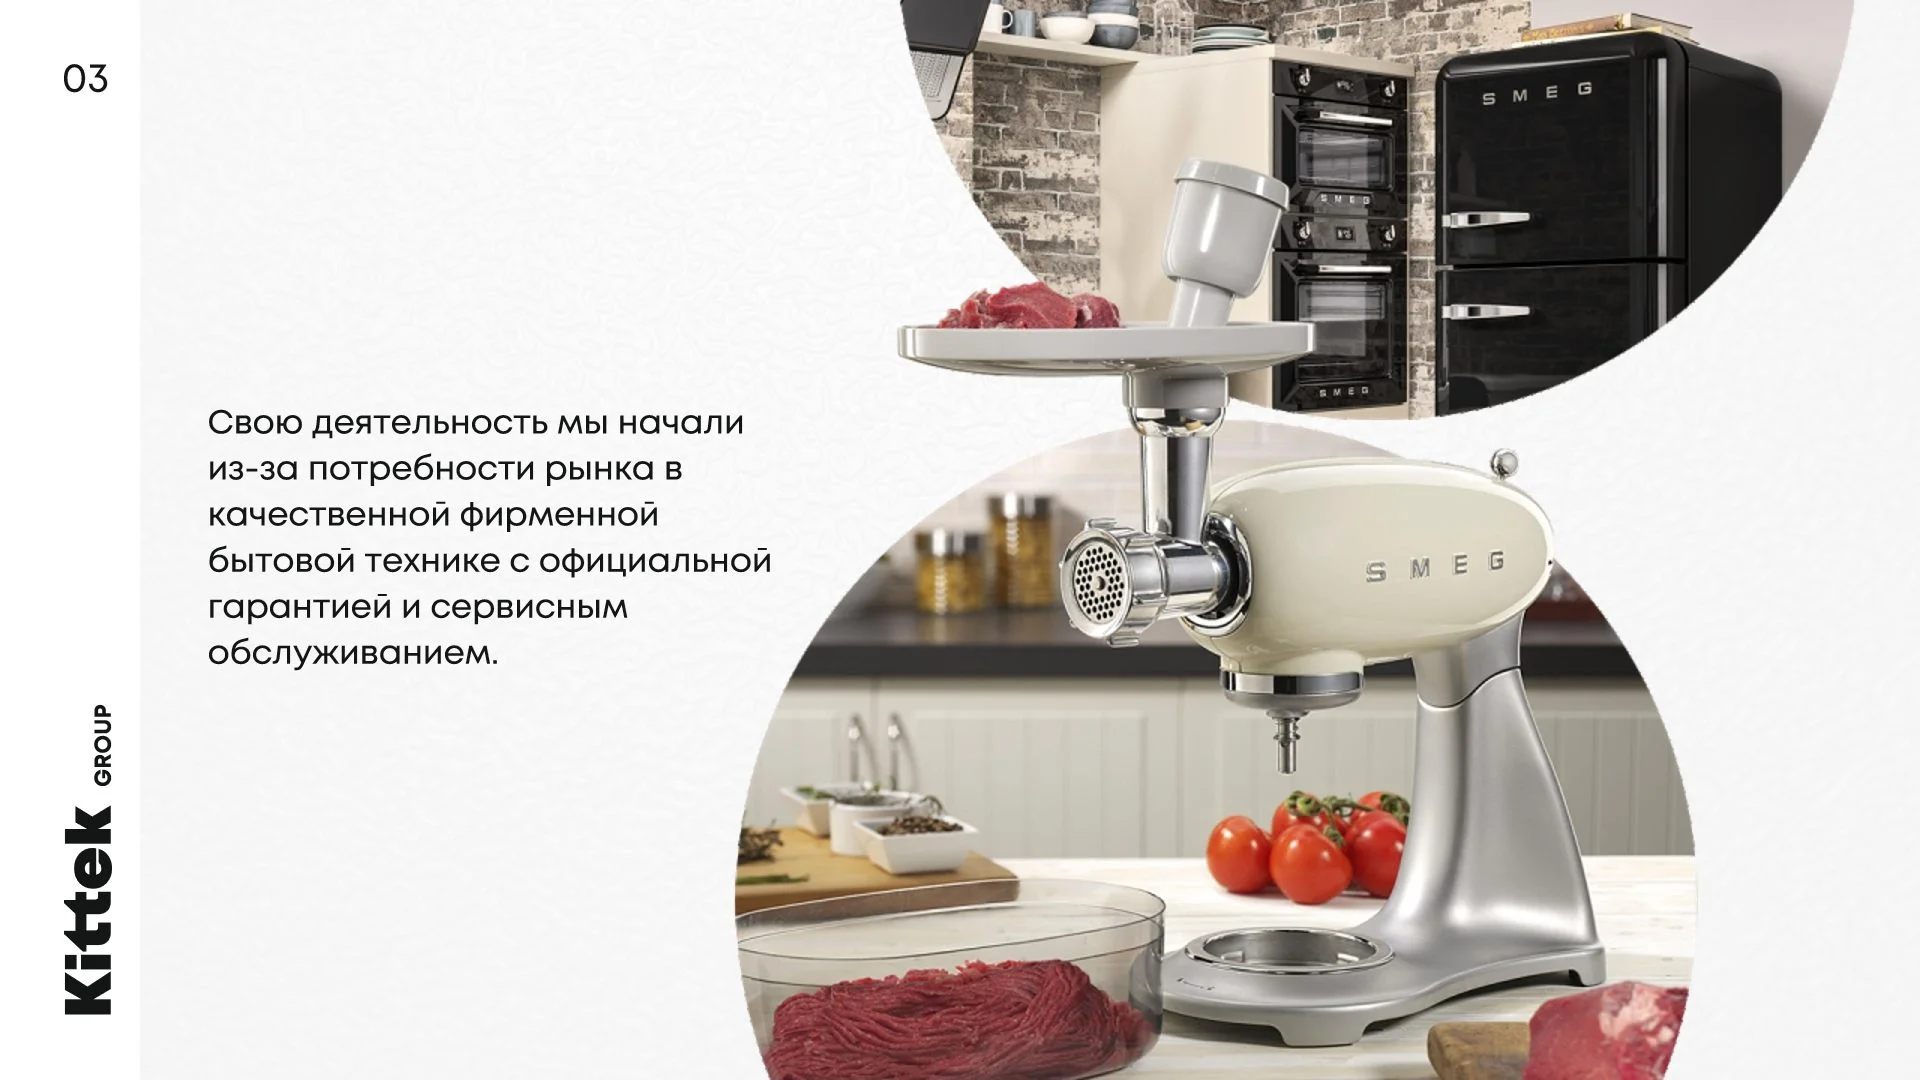 03
Свою деятельность мы начали
из-за потребности рынка в
качественной фирменной
бытовой технике с официальной
гарантией и сервисным
обслуживанием.
Kittek GROUP
SMEG
SMEG
SMEG
SMEG